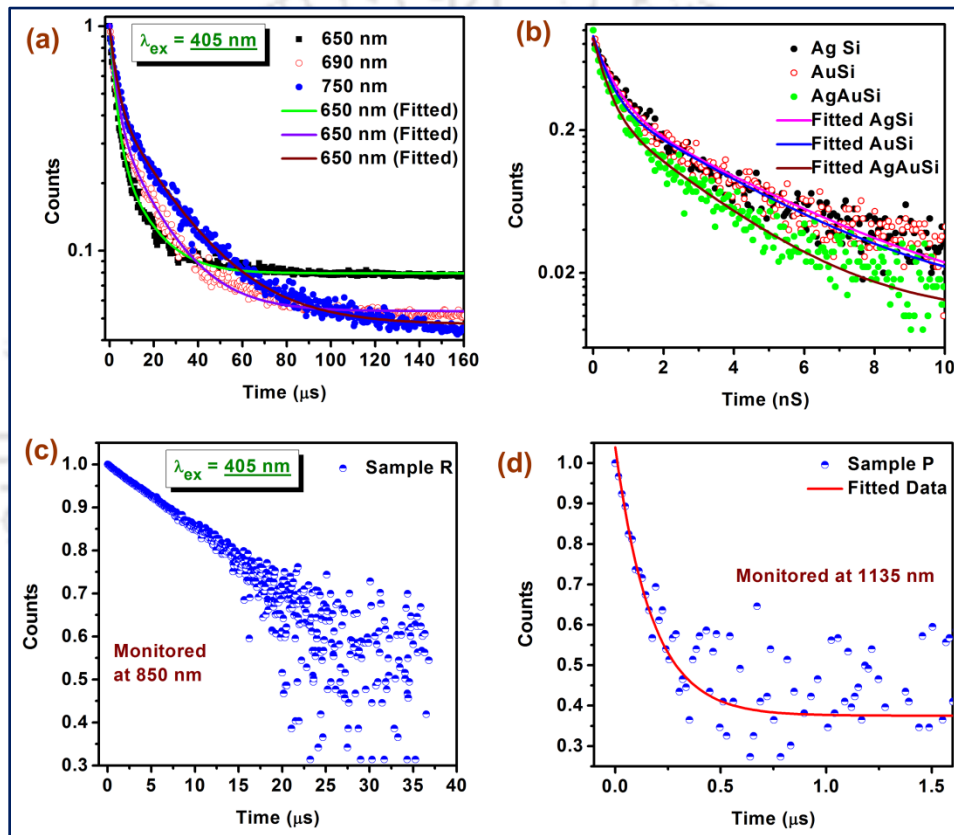 (a)
λex = 405 nm
650 nm
690 nm
750 nm
650 nm (Fitted)
650 nm (Fitted)
650 nm (Fitted)
Counts
1
0.1
0 20 40 60 80 100 120 140 160
Time (μs)
(b)
Ag Si
AuSi
AgAuSi
Fitted AgSi
Fitted AuSi
Fitted AgAuSi
Counts
0.2
0.02
0 2 4 6 8 10
Time (nS)
(c)
λex = 405 nm
Sample R
Monitored
at 850 nm
Counts
1.0
0.9
0.8
0.7
0.6
0.5
0.4
0.3
0 5 10 15 20 25 30 35 40
Time (μs)
(d)
Sample P
Fitted Data
Monitored at 1135 nm
Counts
1.0
0.9
0.8
0.7
0.6
0.5
0.4
0.3
0.0 0.5 1.0 1.5
Time (μs)